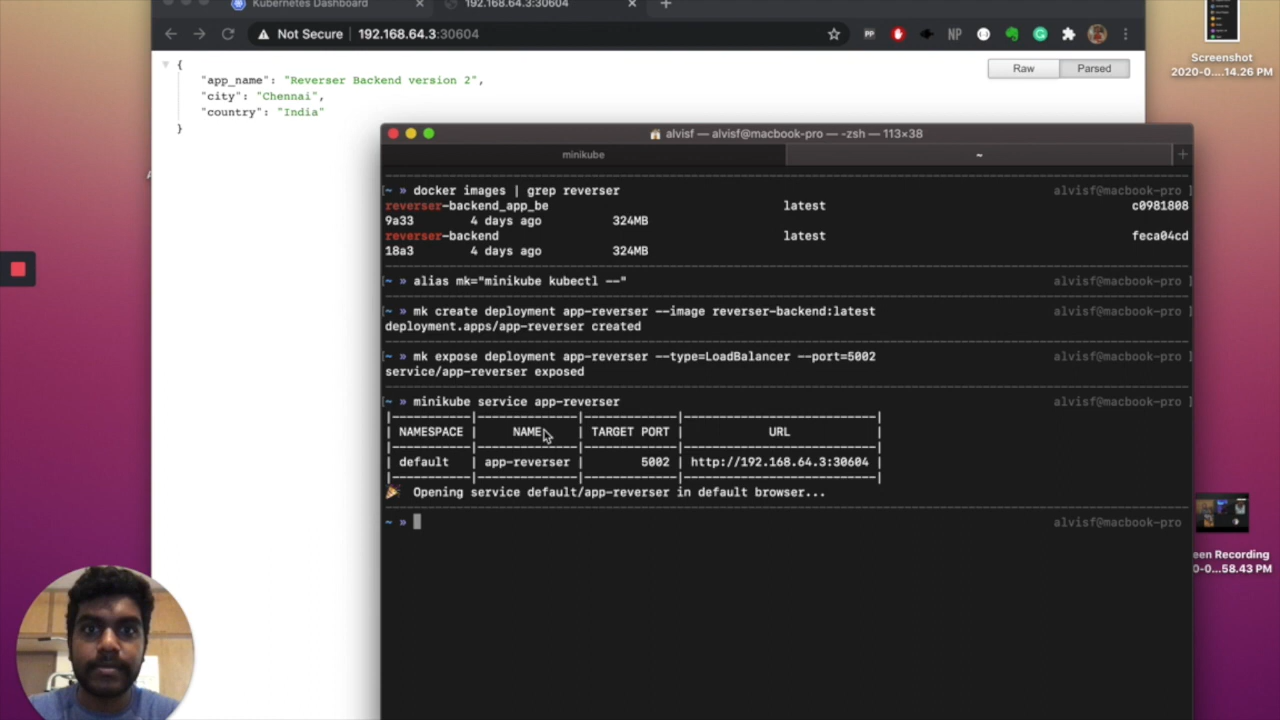 Kubernetes Dashboard
192.168.64.3:30604
Not Secure 192.168.64.3:30604
PP
NP
Raw Parsed
{
"app_name": "Reverser Backend version 2",
"city": "Chennai",
"country": "India"
}
Screenshot
2020-0....14.26 PM
alvisf — alvisf@macbook-pro — -zsh — 113×38
minikube ~
[~ » docker images | grep reverser alvisf@macbook-pro ]
reverser-backend_app_be latest c0981808
9a33 4 days ago 324MB
reverser-backend latest feca04cd
18a3 4 days ago 324MB
[~ » alias mk="minikube kubectl --" alvisf@macbook-pro ]
[~ » mk create deployment app-reverser --image reverser-backend:latest alvisf@macbook-pro ]
deployment.apps/app-reverser created
[~ » mk expose deployment app-reverser --type=LoadBalancer --port=5002 alvisf@macbook-pro ]
service/app-reverser exposed
[~ » minikube service app-reverser alvisf@macbook-pro ]
|-----------|--------------|-------------|---------------------------|
| NAMESPACE | NAME | TARGET PORT | URL |
|-----------|--------------|-------------|---------------------------|
| default | app-reverser | 5002 | http://192.168.64.3:30604 |
|-----------|--------------|-------------|---------------------------|
🎉 Opening service default/app-reverser in default browser...
~ » alvisf@macbook-pro
een Recording
0-0...58.43 PM